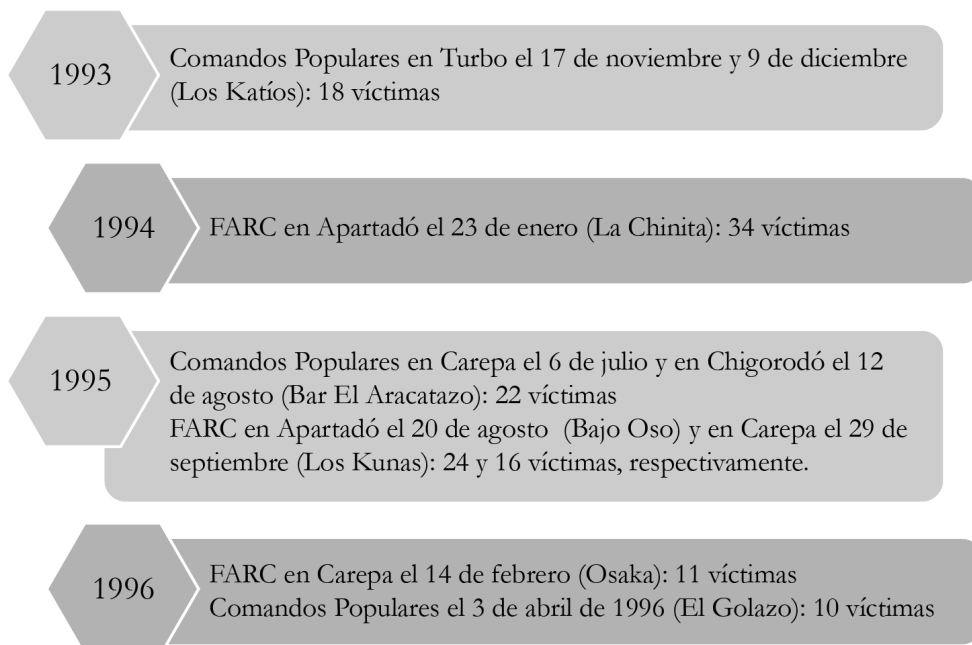 1993
Comandos Populares en Turbo el 17 de noviembre y 9 de diciembre
(Los Katíos): 18 víctimas
1994
FARC en Apartadó el 23 de enero (La Chinita): 34 víctimas
1995
Comandos Populares en Carepa el 6 de julio y en Chigorodó el 12
de agosto (Bar El Aracatazo): 22 víctimas
FARC en Apartadó el 20 de agosto (Bajo Oso) y en Carepa el 29 de
septiembre (Los Kunas): 24 y 16 víctimas, respectivamente.
1996
FARC en Carepa el 14 de febrero (Osaka): 11 víctimas
Comandos Populares el 3 de abril de 1996 (El Golazo): 10 víctimas